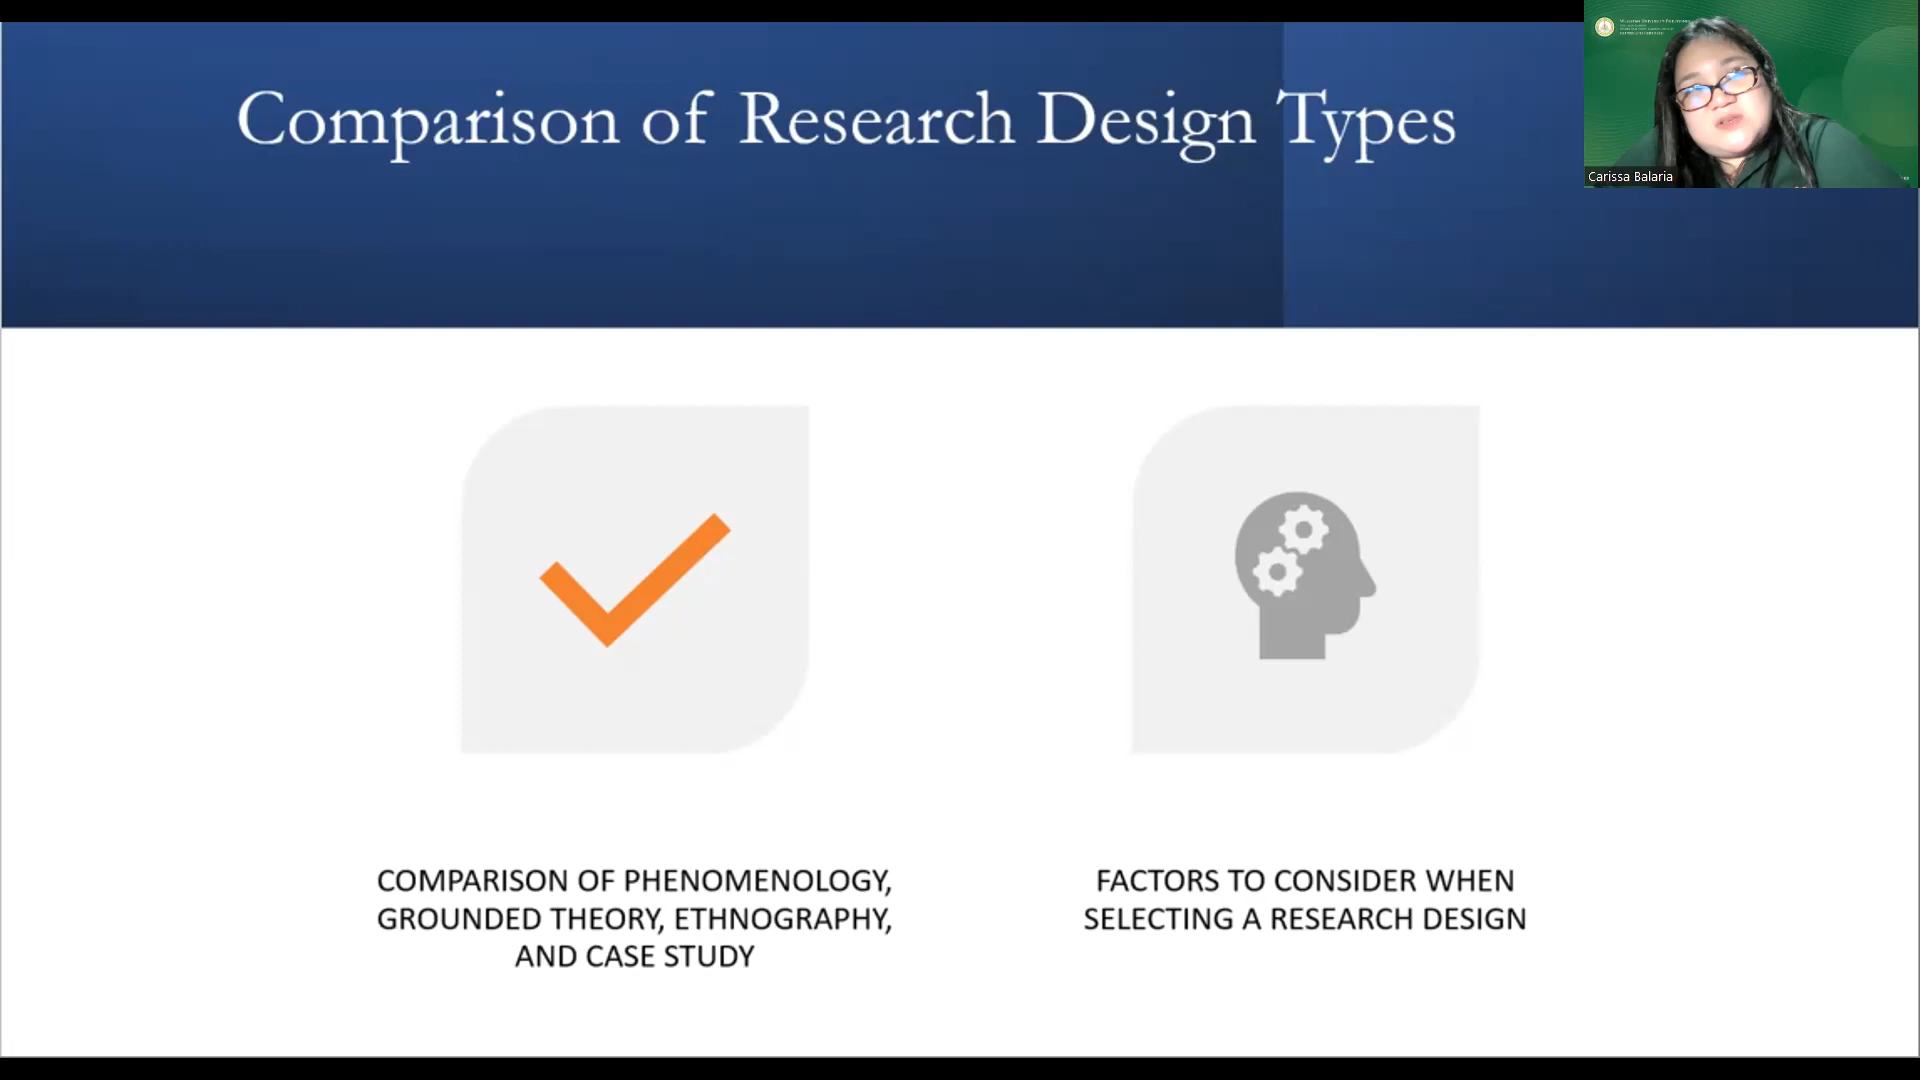 Comparison of Research Design Types
Carissa Balaria
COMPARISON OF PHENOMENOLOGY,
GROUNDED THEORY, ETHNOGRAPHY,
AND CASE STUDY
FACTORS TO CONSIDER WHEN
SELECTING A RESEARCH DESIGN